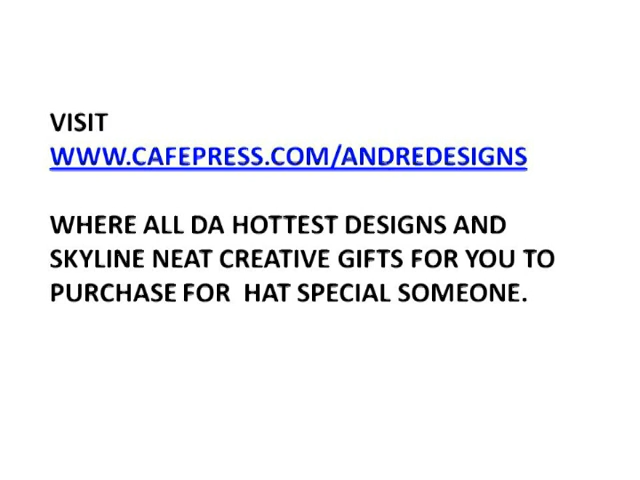 VISIT
WWW.CAFEPRESS.COM/ANDREDESIGNS
WHERE ALL DA HOTTEST DESIGNS AND
SKYLINE NEAT CREATIVE GIFTS FOR YOU TO
PURCHASE FOR  HAT SPECIAL SOMEONE.